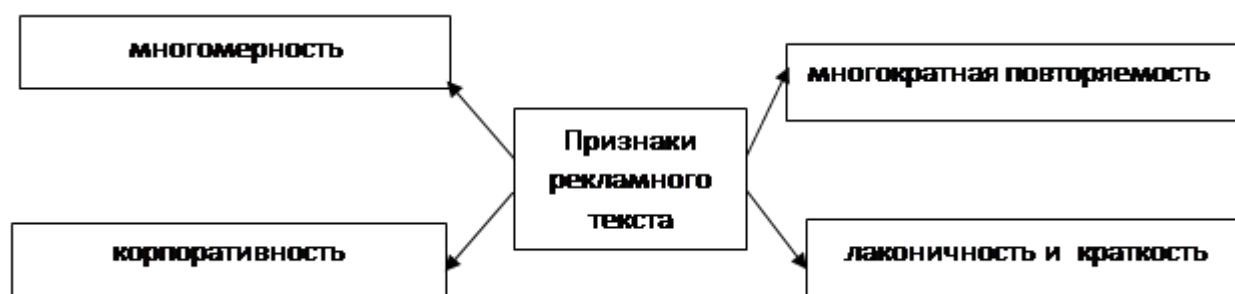 многомерность
многократная повторяемость
Признаки
рекламного
текста
корпоративность
лаконичность и краткость